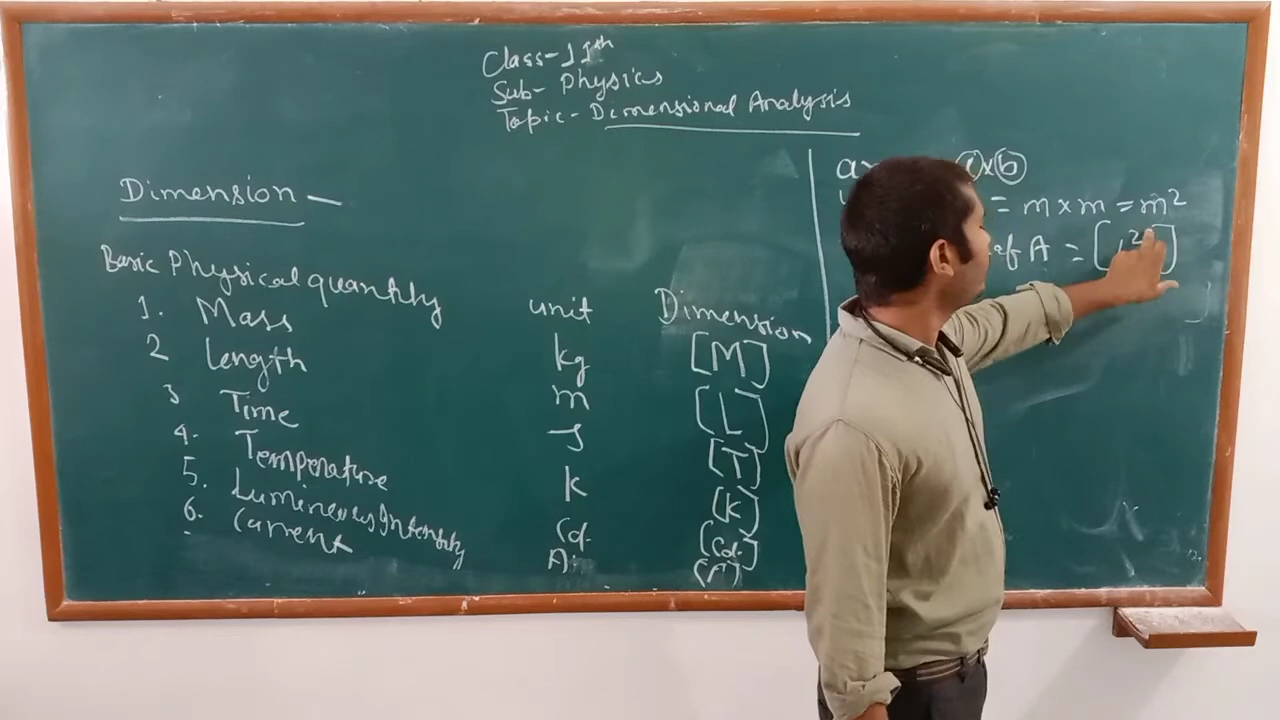 Class-11th
Sub- Physics
Topic- Dimensional Analysis
Dimension -
Basic Physical quantity unit Dimension
1. Mass kg [M]
2 Length m [L]
3 Time s [T]
4. Temperature K [K]
5. Luminous Intensity Cd. [Cd.]
6. Current A. [A]
a × b
= m × m = m²
of A = [L²]